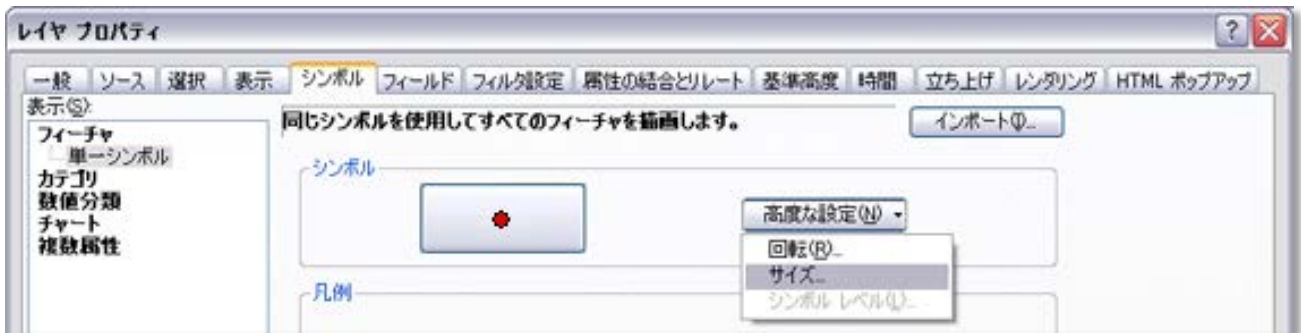 レイヤ プロパティ
一般 ソース 選択 表示 シンボル フィールド フィルタ設定 属性の結合とリレート 基準高度 時間 立ち上げ レンダリング HTML ポップアップ
表示(S):
同じシンボルを使用してすべてのフィーチャを描画します。
インポート(I)...
フィーチャ
単一シンボル
カテゴリ
数値分類
チャート
複数属性
シンボル
高度な設定(N)
回転(R)...
サイズ...
シンボル レベル(L)...
凡例